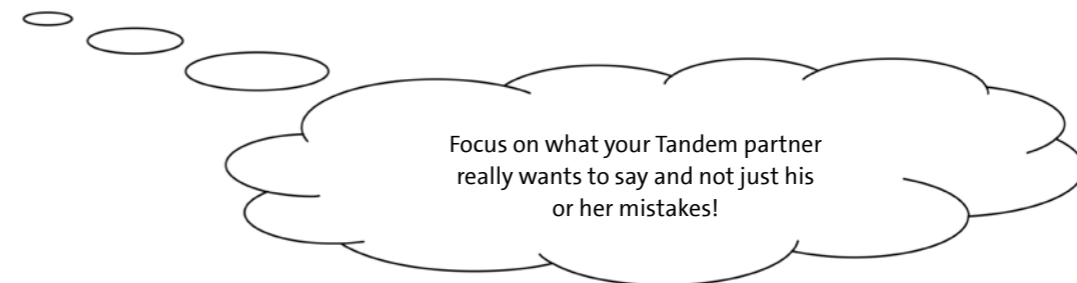 Focus on what your Tandem partner
really wants to say and not just his
or her mistakes!